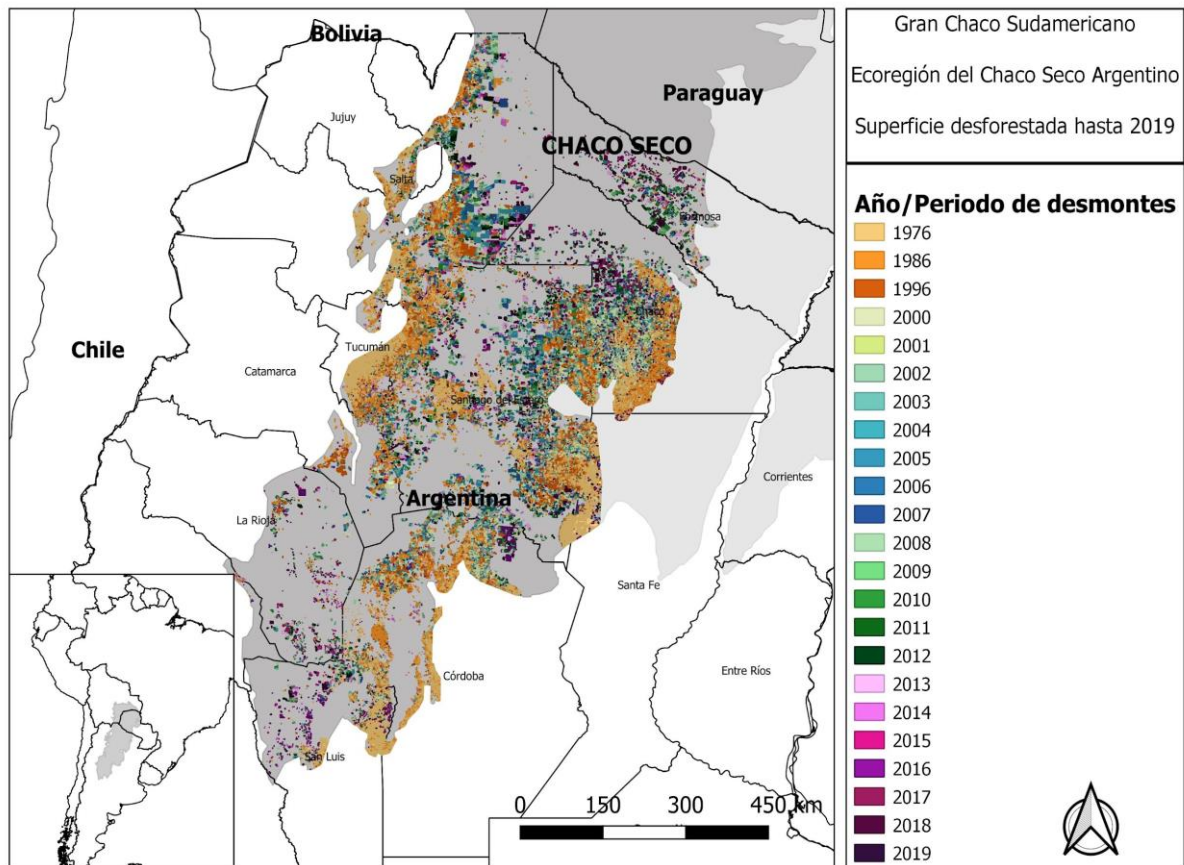 Bolivia
Paraguay
Jujuy
CHACO SECO
Salta
Formosa
Chaco
Chile
Tucumán
Catamarca
Santiago del Estero
Argentina
Corrientes
La Rioja
Santa Fe
Entre Ríos
Córdoba
San Luis
0 150 300 450 km
Gran Chaco Sudamericano
Ecoregión del Chaco Seco Argentino
Superficie desforestada hasta 2019
Año/Periodo de desmontes
1976
1986
1996
2000
2001
2002
2003
2004
2005
2006
2007
2008
2009
2010
2011
2012
2013
2014
2015
2016
2017
2018
2019